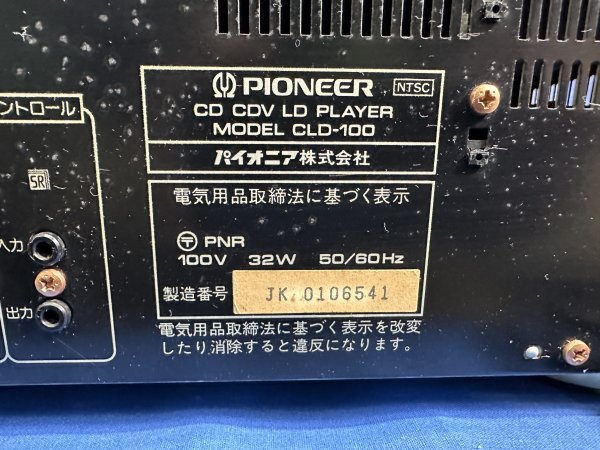 PIONEER NTSC
CD CDV LD PLAYER
MODEL CLD-100
パイオニア株式会社
電気用品取締法に基づく表示
〒 PNR
100V 32W 50/60Hz
製造番号 JK 0106541
電気用品取締法に基づく表示を改変
したり消除すると違反になります。
ントロール
SR
入力
出力